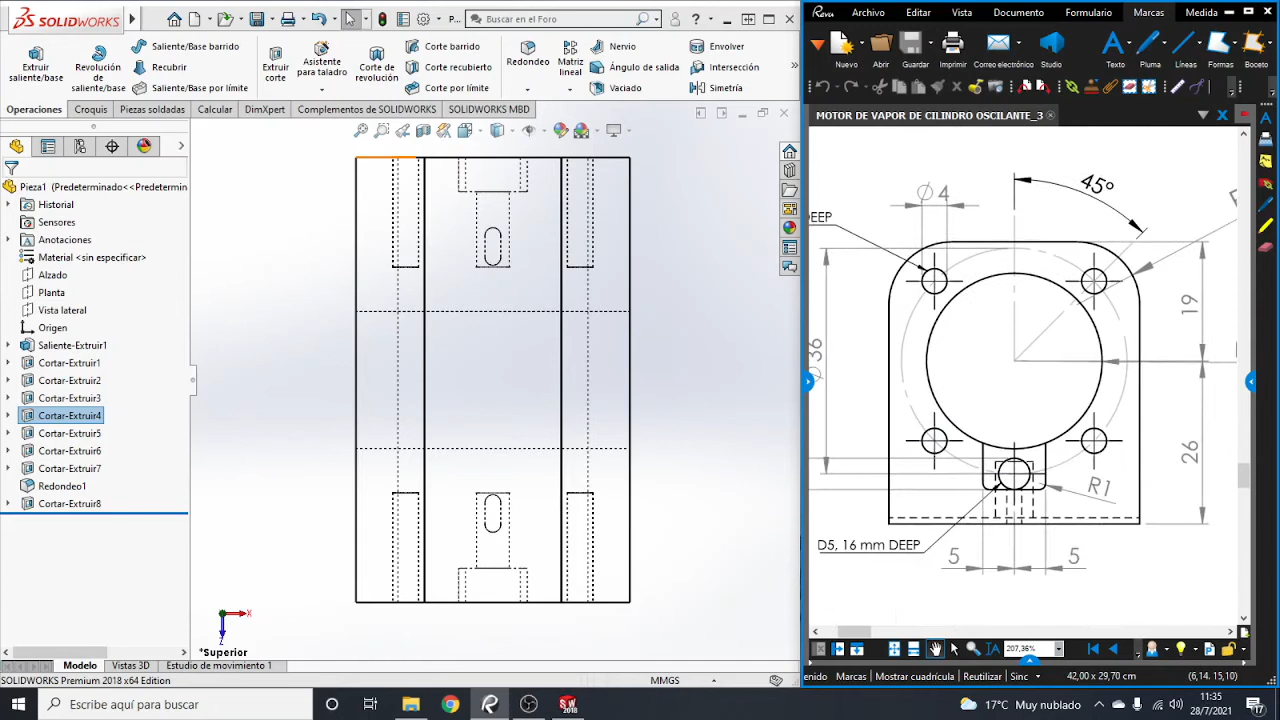 SOLIDWORKS
P...
Buscar en el Foro
Extruir saliente/base
Revolución de saliente/base
Saliente/Base barrido
Recubrir
Saliente/Base por límite
Extruir corte
Asistente para taladro
Corte de revolución
Corte barrido
Corte recubierto
Corte por límite
Redondeo
Matriz lineal
Nervio
Ángulo de salida
Vaciado
Envolver
Intersección
Simetría
Operaciones
Croquis
Piezas soldadas
Calcular
DimXpert
Complementos de SOLIDWORKS
SOLIDWORKS MBD
Pieza1 (Predeterminado<<Predetermin
Historial
Sensores
Anotaciones
Material <sin especificar>
Alzado
Planta
Vista lateral
Origen
Saliente-Extruir1
Cortar-Extruir1
Cortar-Extruir2
Cortar-Extruir3
Cortar-Extruir4
Cortar-Extruir5
Cortar-Extruir6
Cortar-Extruir7
Redondeo1
Cortar-Extruir8
X
Z
*Superior
Modelo
Vistas 3D
Estudio de movimiento 1
SOLIDWORKS Premium 2018 x64 Edition
MMGS
Revu
Archivo
Editar
Vista
Documento
Formulario
Marcas
Medida
Nuevo
Abrir
Guardar
Imprimir
Correo electrónico
Studio
Texto
Pluma
Líneas
Formas
Boceto
MOTOR DE VAPOR DE CILINDRO OSCILANTE_3
45°
∅ 4
DEEP
19
∅ 36
26
R1
D5, 16 mm DEEP
5
5
207,36%
enido
Marcas
Mostrar cuadrícula
Reutilizar
Sinc
42,00 x 29,70 cm
(6,14. 15,10)
Escribe aquí para buscar
17°C Muy nublado
11:35
28/7/2021
17